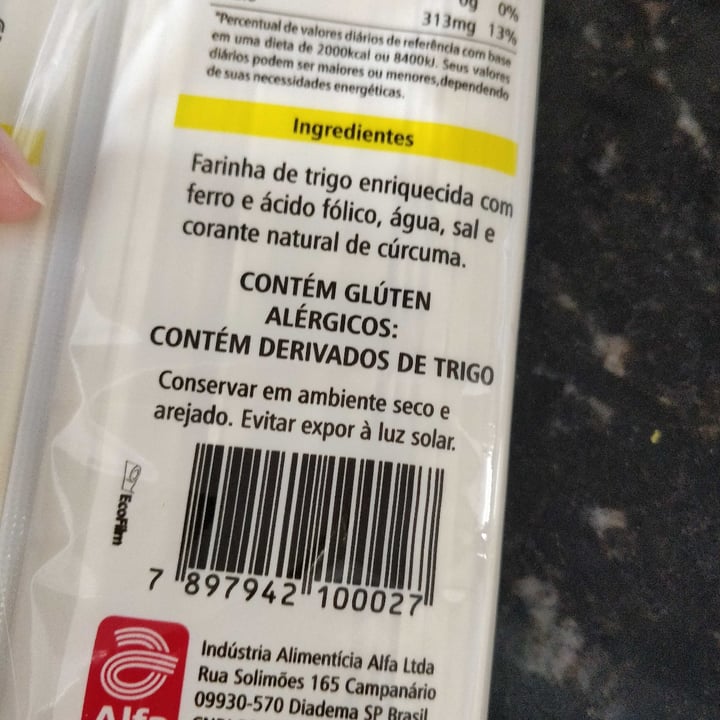 0g 0%
313mg 13%
*Percentual de valores diários de referência com base
em uma dieta de 2000kcal ou 8400kJ. Seus valores
diários podem ser maiores ou menores,dependendo
de suas necessidades energéticas.
Ingredientes
Farinha de trigo enriquecida com
ferro e ácido fólico, água, sal e
corante natural de cúrcuma.
CONTÉM GLÚTEN
ALÉRGICOS:
CONTÉM DERIVADOS DE TRIGO
Conservar em ambiente seco e
arejado. Evitar expor à luz solar.
EcoFilm
7 897942 100027
Alfa
Indústria Alimentícia Alfa Ltda
Rua Solimões 165 Campanário
09930-570 Diadema SP Brasil